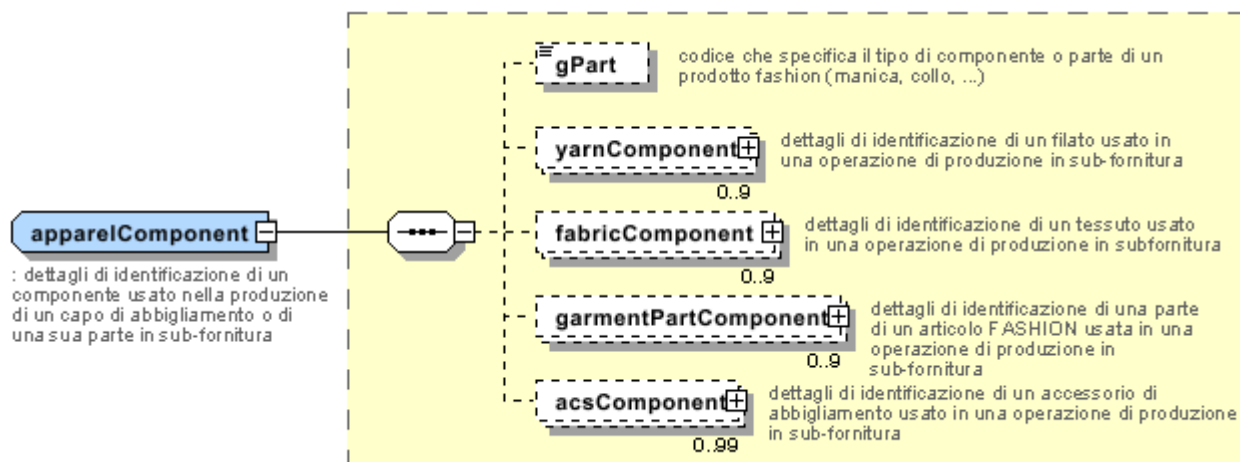 gPart
codice che specifica il tipo di componente o parte di un
prodotto fashion (manica, collo, ...)
yarnComponent
dettagli di identificazione di un filato usato in
una operazione di produzione in sub-fornitura
0..9
apparelComponent
: dettagli di identificazione di un
componente usato nella produzione
di un capo di abbigliamento o di
una sua parte in sub-fornitura
fabricComponent
dettagli di identificazione di un tessuto usato
in una operazione di produzione in subfornitura
0..9
garmentPartComponent
dettagli di identificazione di una parte
di un articolo FASHION usata in una
operazione di produzione in
sub-fornitura
0..9
acsComponent
dettagli di identificazione di un accessorio di
abbigliamento usato in una operazione di produzione
in sub-fornitura
0..99